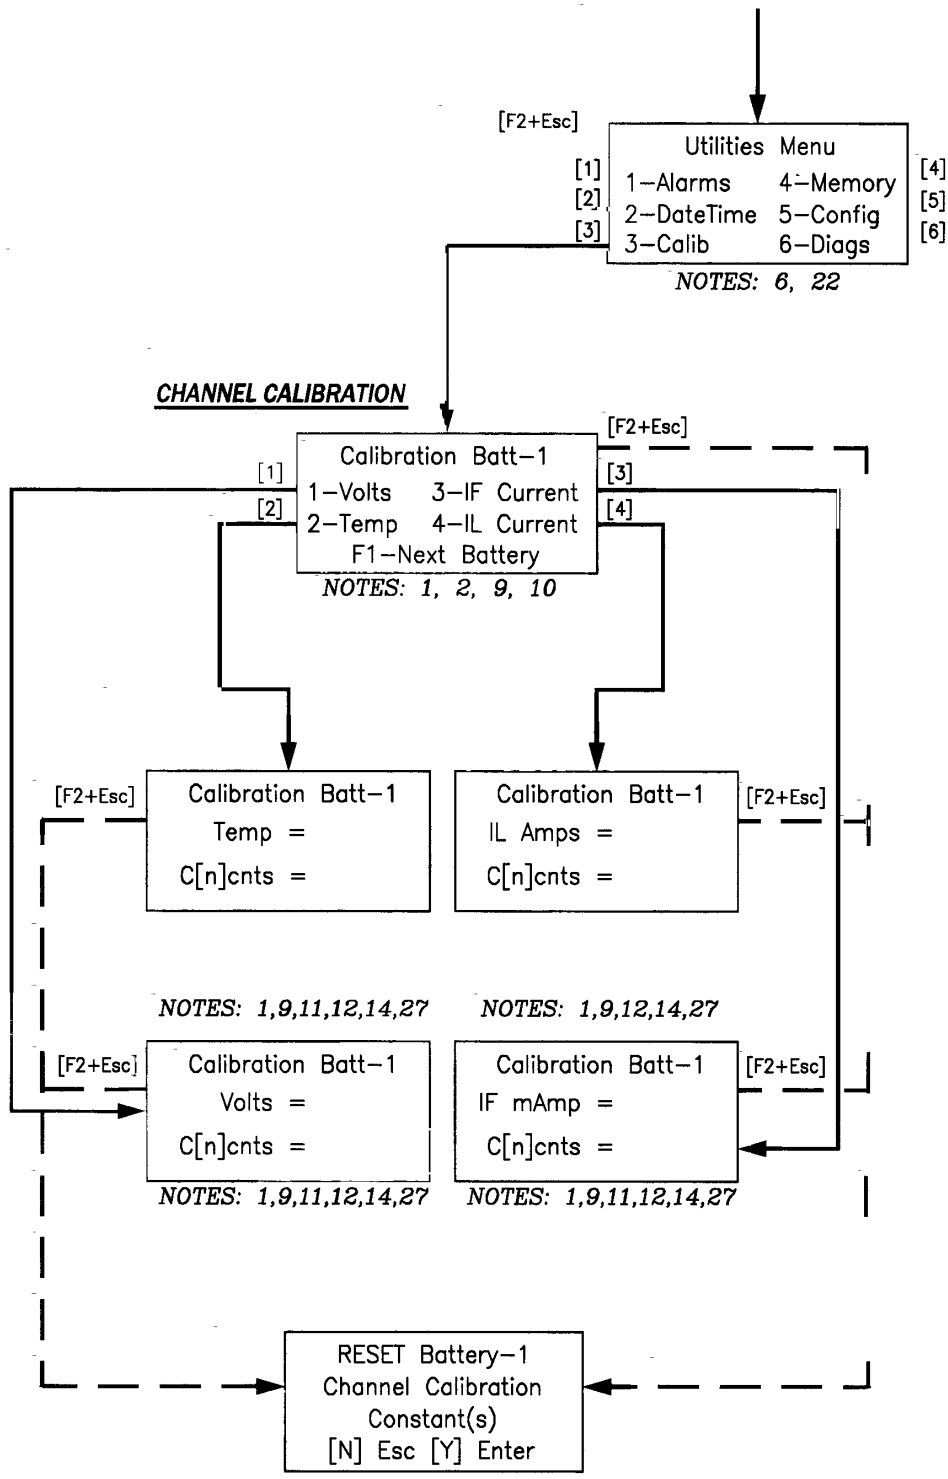 [F2+Esc]
Utilities Menu
[1] 1-Alarms 4-Memory [4]
[2] 2-DateTime 5-Config [5]
[3] 3-Calib 6-Diags [6]
NOTES: 6, 22
CHANNEL CALIBRATION
[F2+Esc]
Calibration Batt-1
[1] 1-Volts 3-IF Current [3]
[2] 2-Temp 4-IL Current [4]
F1-Next Battery
NOTES: 1, 2, 9, 10
[F2+Esc]
Calibration Batt-1
Temp =
C[n]cnts =
NOTES: 1,9,11,12,14,27
Calibration Batt-1
[F2+Esc]
IL Amps =
C[n]cnts =
NOTES: 1,9,12,14,27
[F2+Esc]
Calibration Batt-1
Volts =
C[n]cnts =
NOTES: 1,9,11,12,14,27
Calibration Batt-1
[F2+Esc]
IF mAmp =
C[n]cnts =
NOTES: 1,9,11,12,14,27
RESET Battery-1
Channel Calibration
Constant(s)
[N] Esc [Y] Enter